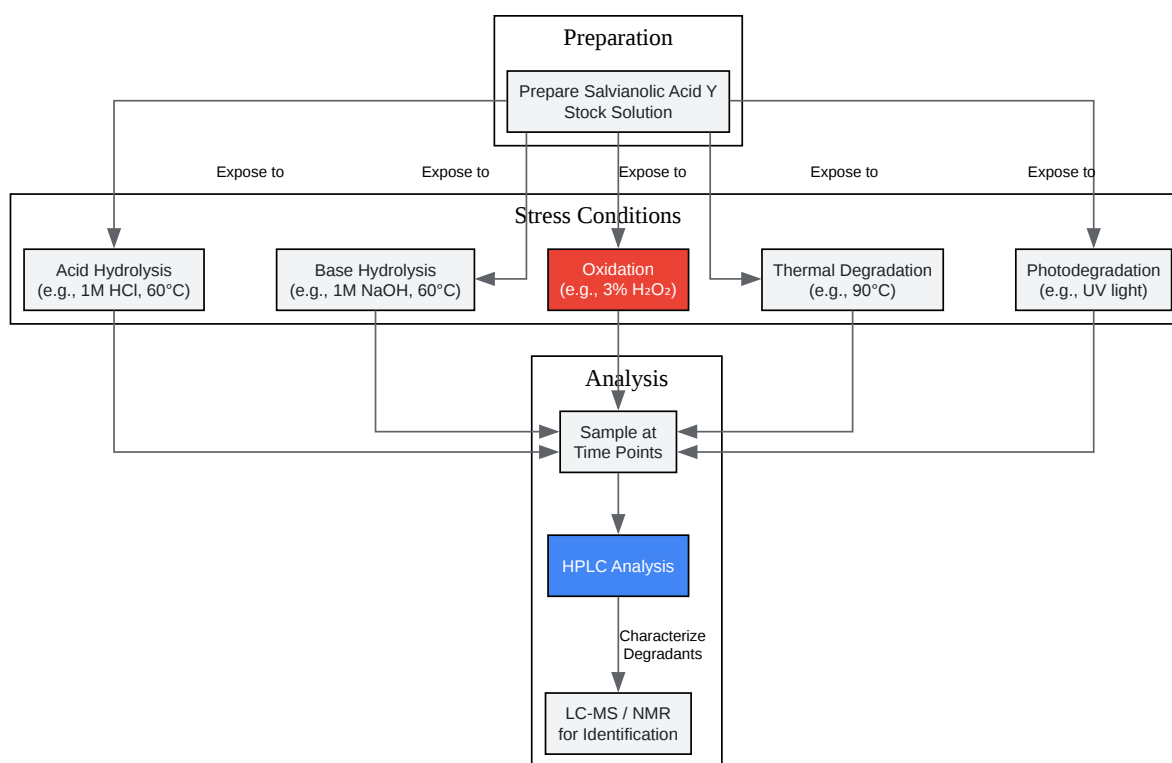 Preparation
Prepare Salvianolic Acid Y
Stock Solution
Expose to
Expose to
Expose to
Expose to
Expose to
Stress Conditions
Acid Hydrolysis
(e.g., 1M HCl, 60°C)
Base Hydrolysis
(e.g., 1M NaOH, 60°C)
Oxidation
(e.g., 3% H₂O₂)
Thermal Degradation
(e.g., 90°C)
Photodegradation
(e.g., UV light)
Analysis
Sample at
Time Points
HPLC Analysis
Characterize
Degradants
LC-MS / NMR
for Identification